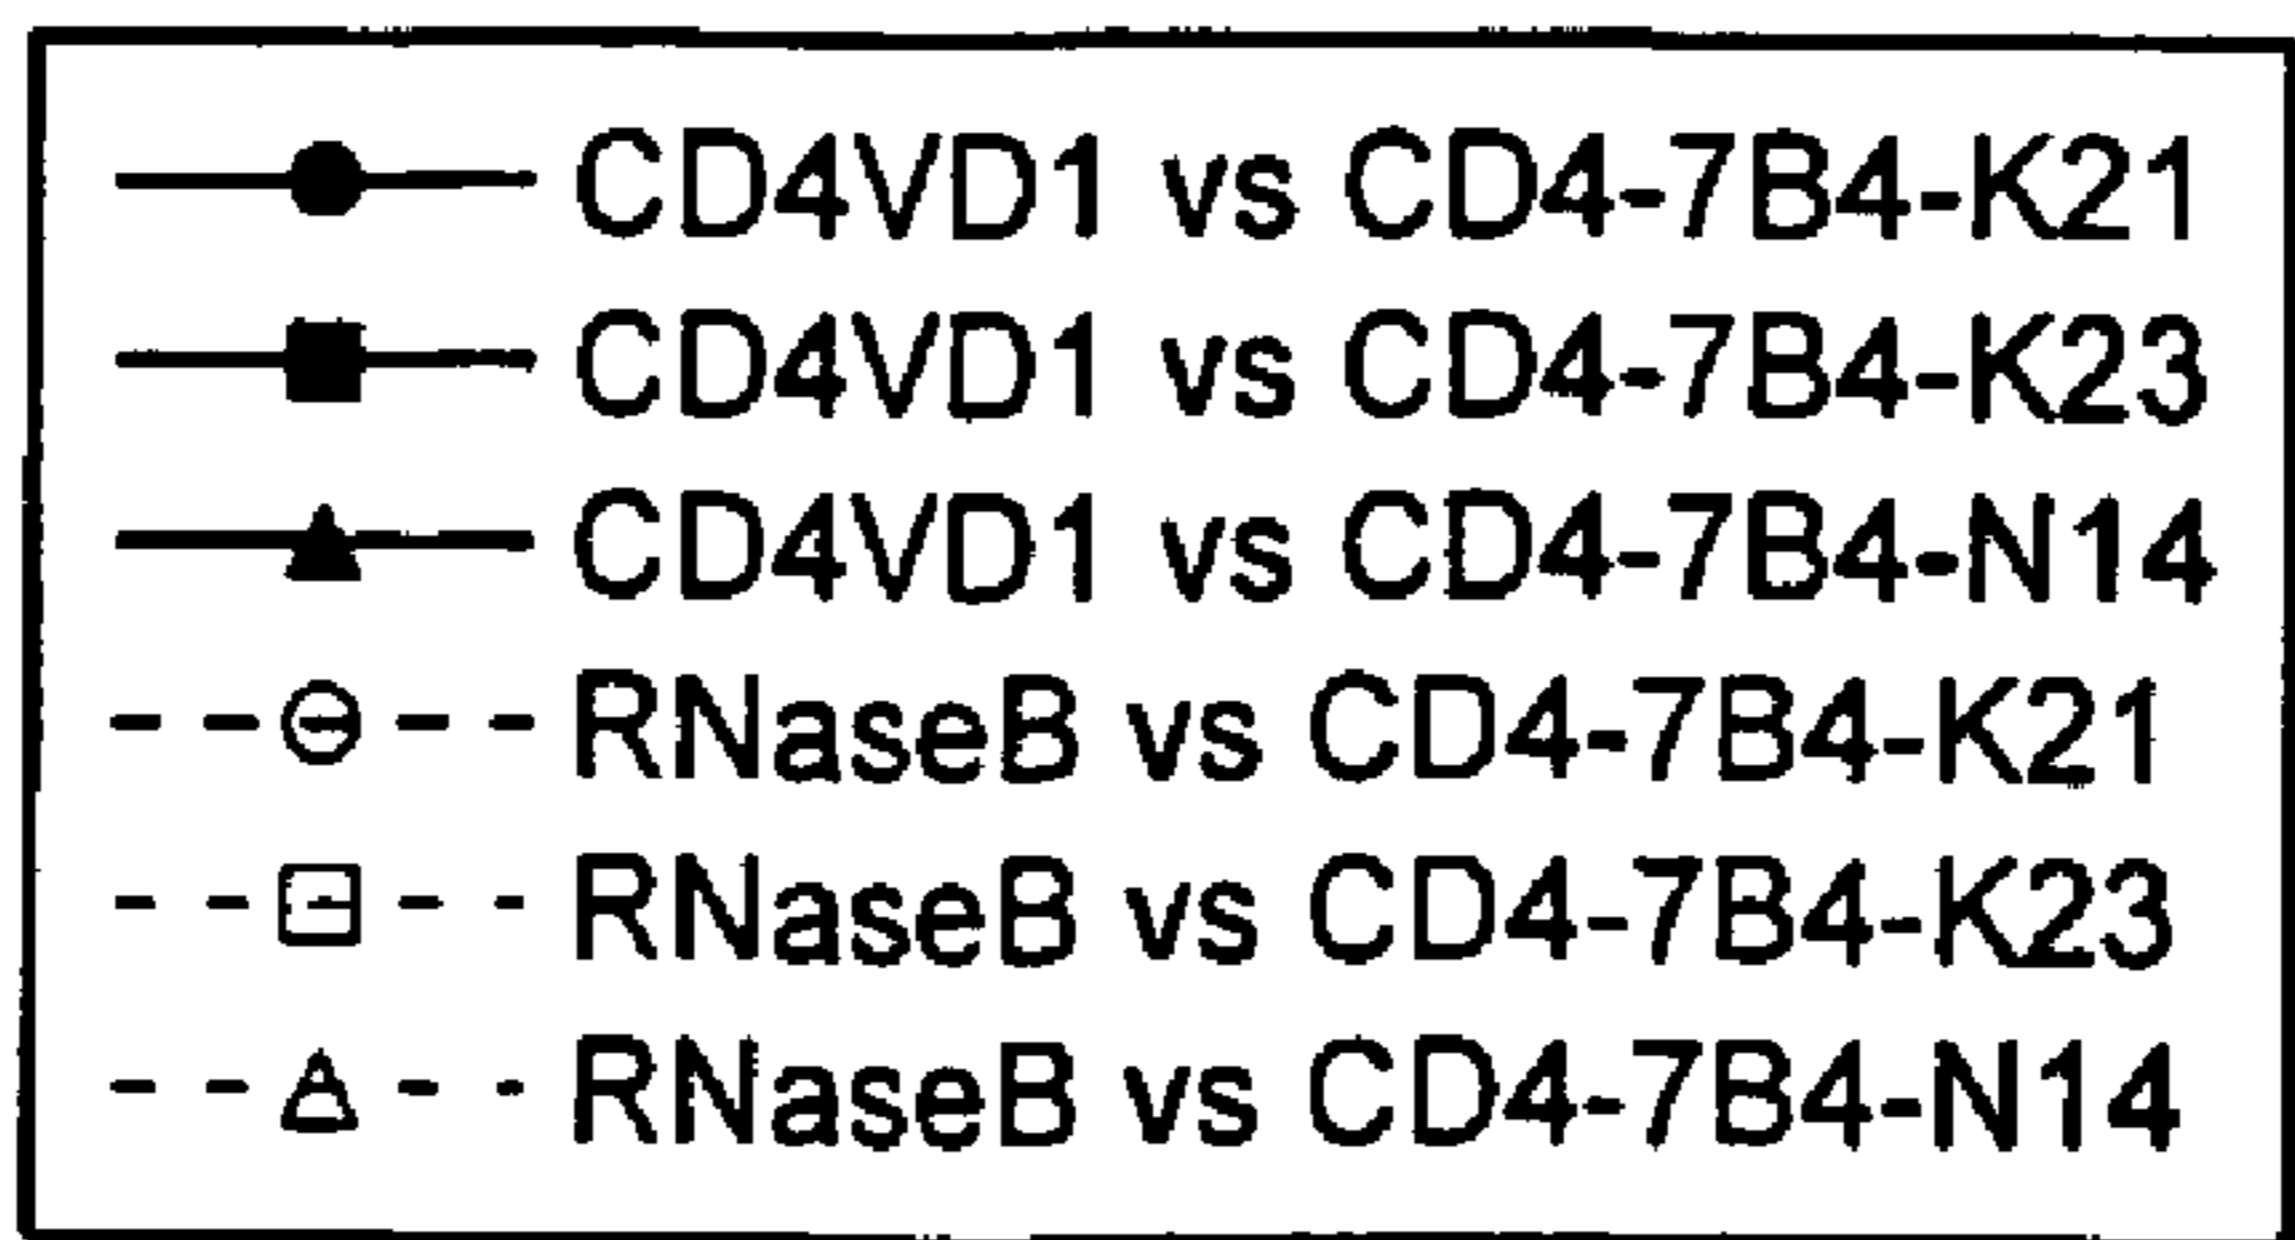 CD4VD1 vs CD4-7B4-K21
CD4VD1 vs CD4-7B4-K23
CD4VD1 vs CD4-7B4-N14
RNaseB vs CD4-7B4-K21
RNaseB vs CD4-7B4-K23
RNaseB vs CD4-7B4-N14